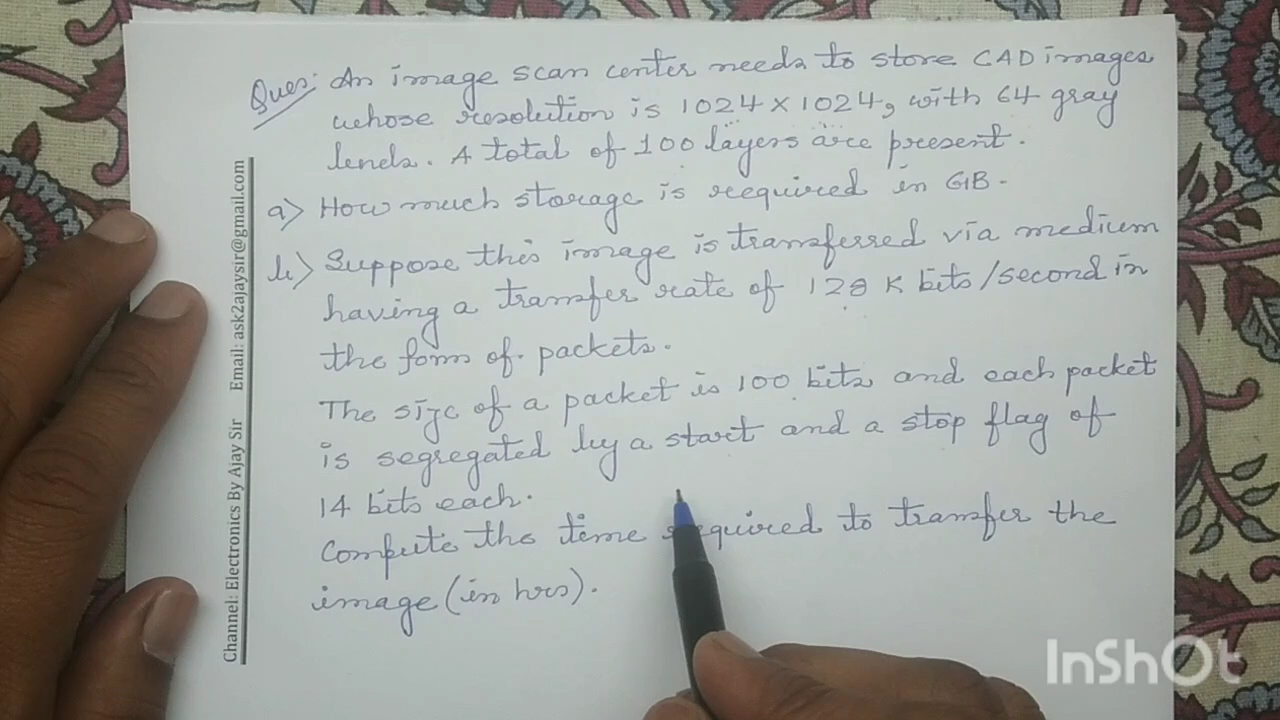 Ques: An image scan center needs to store CAD images
whose resolution is 1024 x 1024, with 64 gray
levels. A total of 100 layers are present.
a) How much storage is required in GB.
b) Suppose this image is transferred via medium
having a transfer rate of 128 K bits/second in
the form of packets.
The size of a packet is 100 bits and each packet
is segregated by a start and a stop flag of
14 bits each.
Compute the time required to transfer the
image (in hrs).
Channel: Electronics By Ajay Sir Email: ask2ajaysir@gmail.com
InShOt